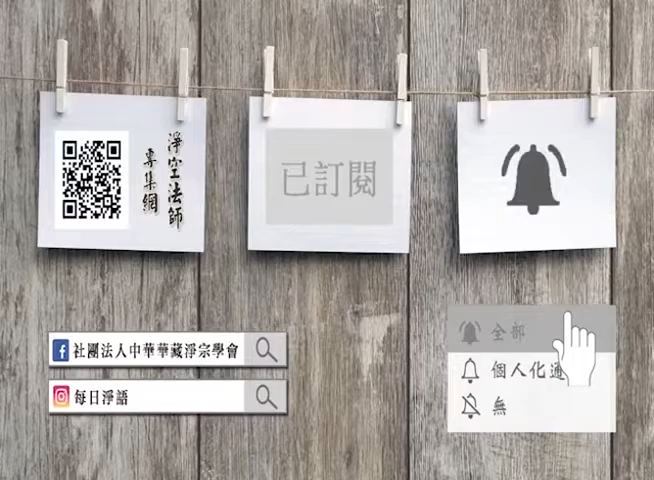 淨空法師
專集網
已訂閱
社團法人中華華藏淨宗學會
每日淨語
全部
個人化通
無